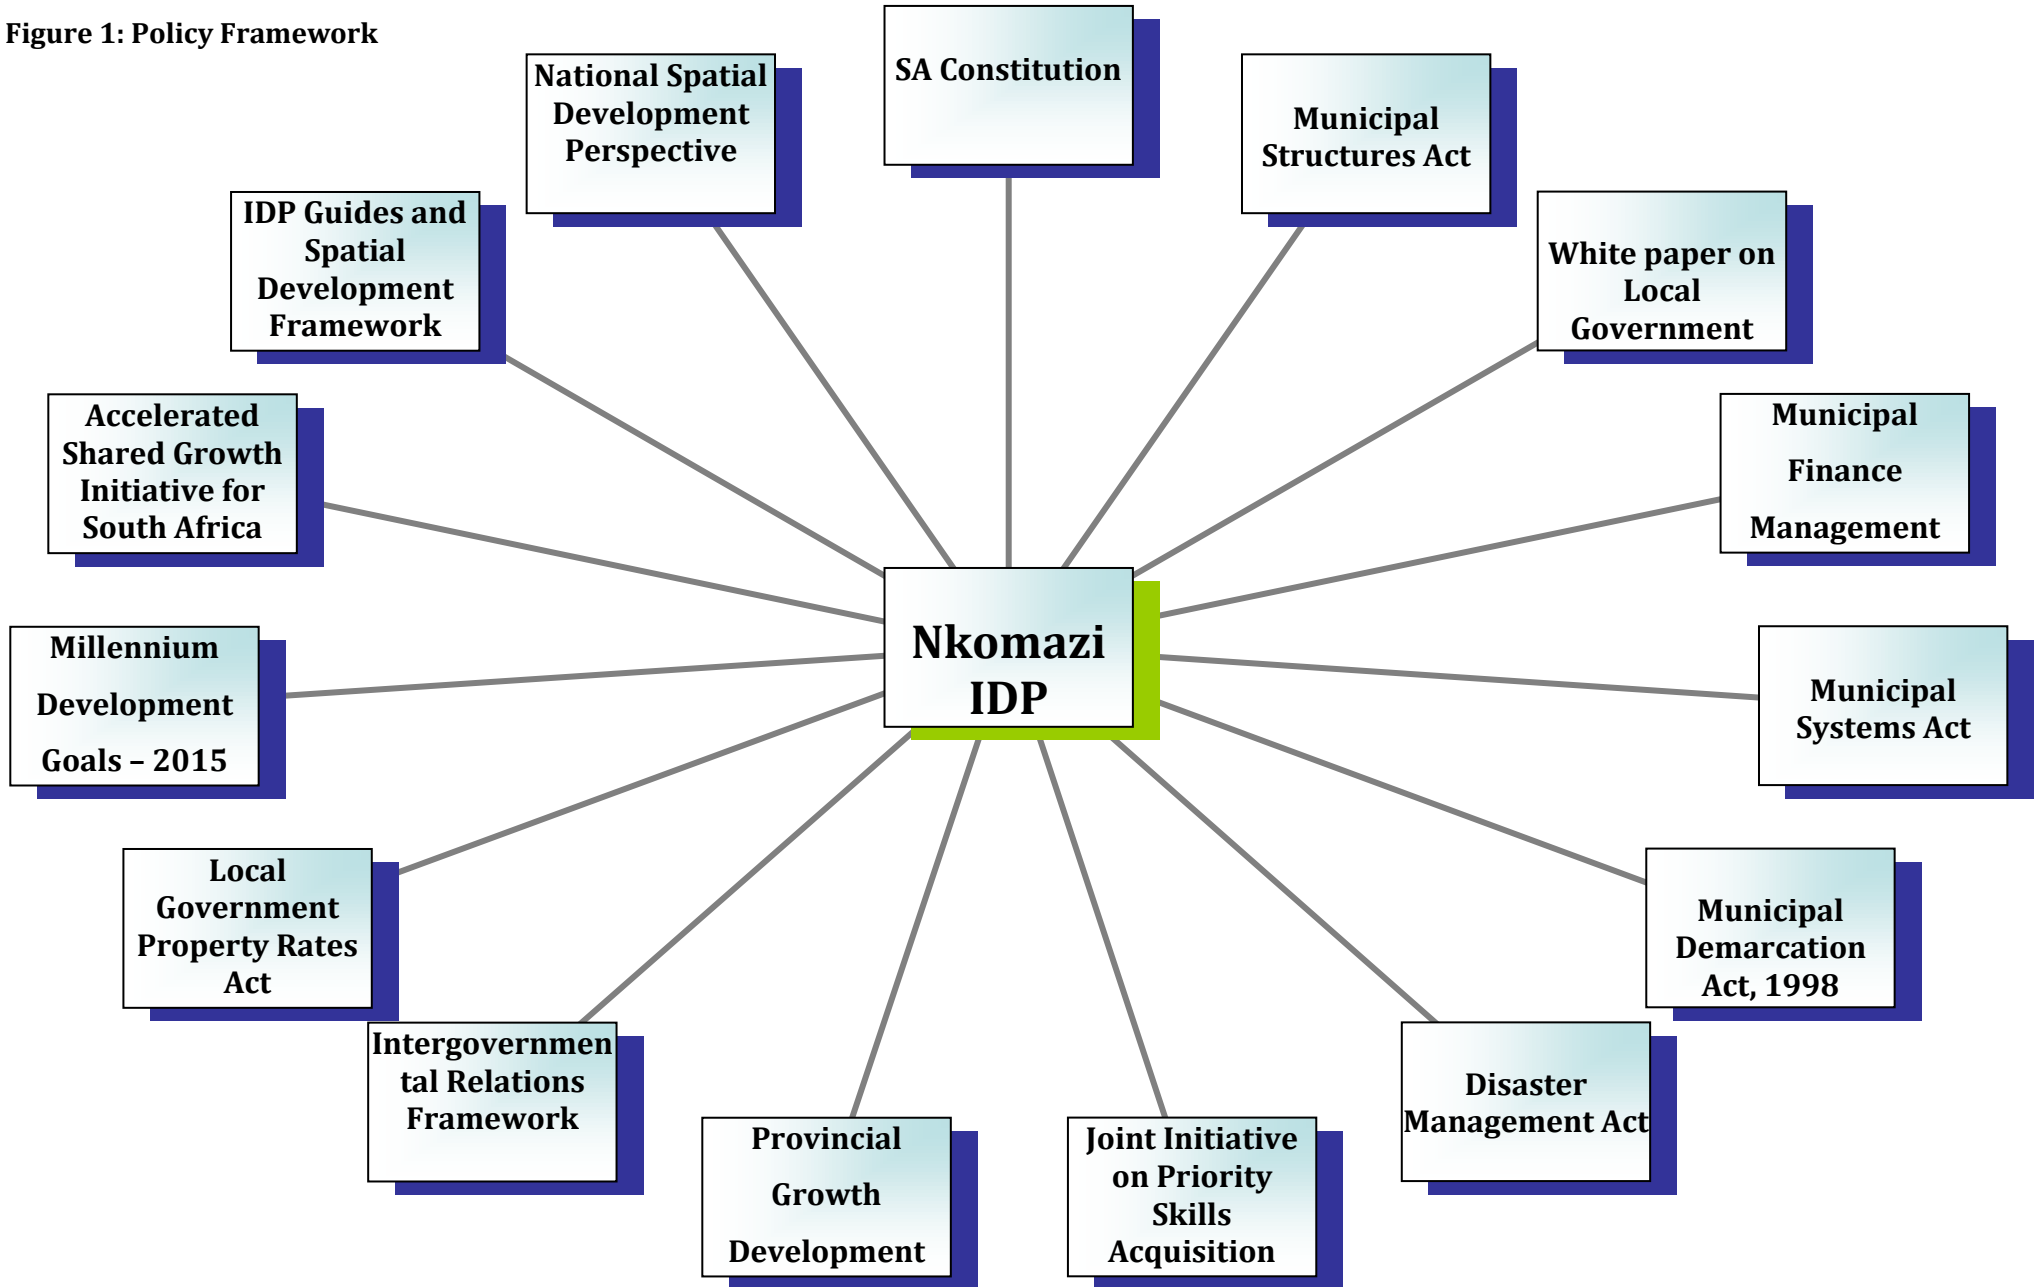 Figure 1: Policy Framework
SA Constitution
National Spatial
Development
Perspective
Municipal
Structures Act
IDP Guides and
Spatial
Development
Framework
White paper on
Local
Government
Accelerated
Shared Growth
Initiative for
South Africa
Municipal
Finance
Management
Nkomazi
IDP
Millennium
Development
Goals – 2015
Municipal
Systems Act
Local
Government
Property Rates
Act
Municipal
Demarcation
Act, 1998
Intergovernmen
tal Relations
Framework
Disaster
Management Act
Provincial
Growth
Development
Joint Initiative
on Priority
Skills
Acquisition